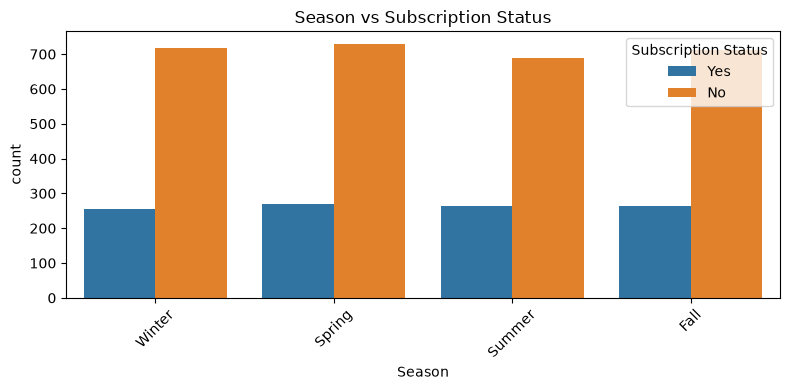 Season vs Subscription Status
Subscription Status
Yes
No
count
700
600
500
400
300
200
100
0
Winter
Spring
Summer
Fall
Season